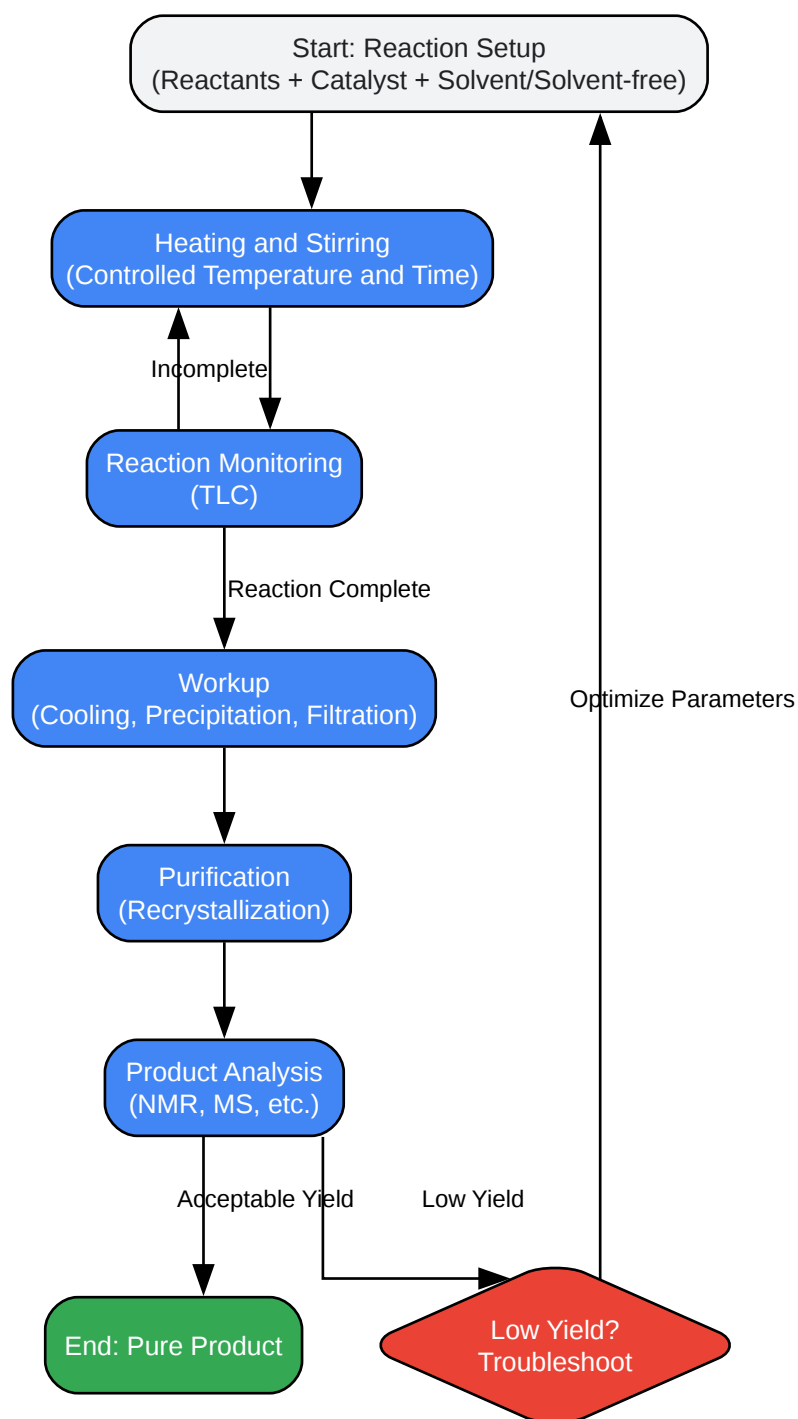 Start: Reaction Setup
(Reactants + Catalyst + Solvent/Solvent-free)
Heating and Stirring
(Controlled Temperature and Time)
Incomplete
Reaction Monitoring
(TLC)
Reaction Complete
Workup
(Cooling, Precipitation, Filtration)
Optimize Parameters
Purification
(Recrystallization)
Product Analysis
(NMR, MS, etc.)
Acceptable Yield
Low Yield
End: Pure Product
Low Yield?
Troubleshoot